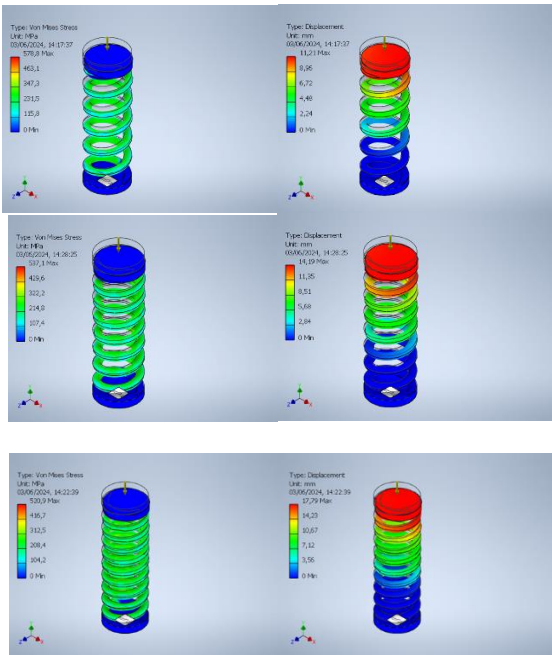 Type: Von Mises Stress
Unit: MPa
03/06/2024, 14:17:37
578,8 Max
463,1
347,3
231,5
115,8
0 Min
Type: Displacement
Unit: mm
03/06/2024, 14:17:37
11,21 Max
8,96
6,72
4,48
2,24
0 Min
Type: Von Mises Stress
Unit: MPa
03/06/2024, 14:28:25
537,1 Max
429,6
322,2
214,8
107,4
0 Min
Type: Displacement
Unit: mm
03/06/2024, 14:28:25
14,19 Max
11,35
8,51
5,68
2,84
0 Min
Type: Von Mises Stress
Unit: MPa
03/06/2024, 14:22:39
520,9 Max
416,7
312,5
208,4
104,2
0 Min
Type: Displacement
Unit: mm
03/06/2024, 14:22:39
17,79 Max
14,23
10,67
7,12
3,56
0 Min